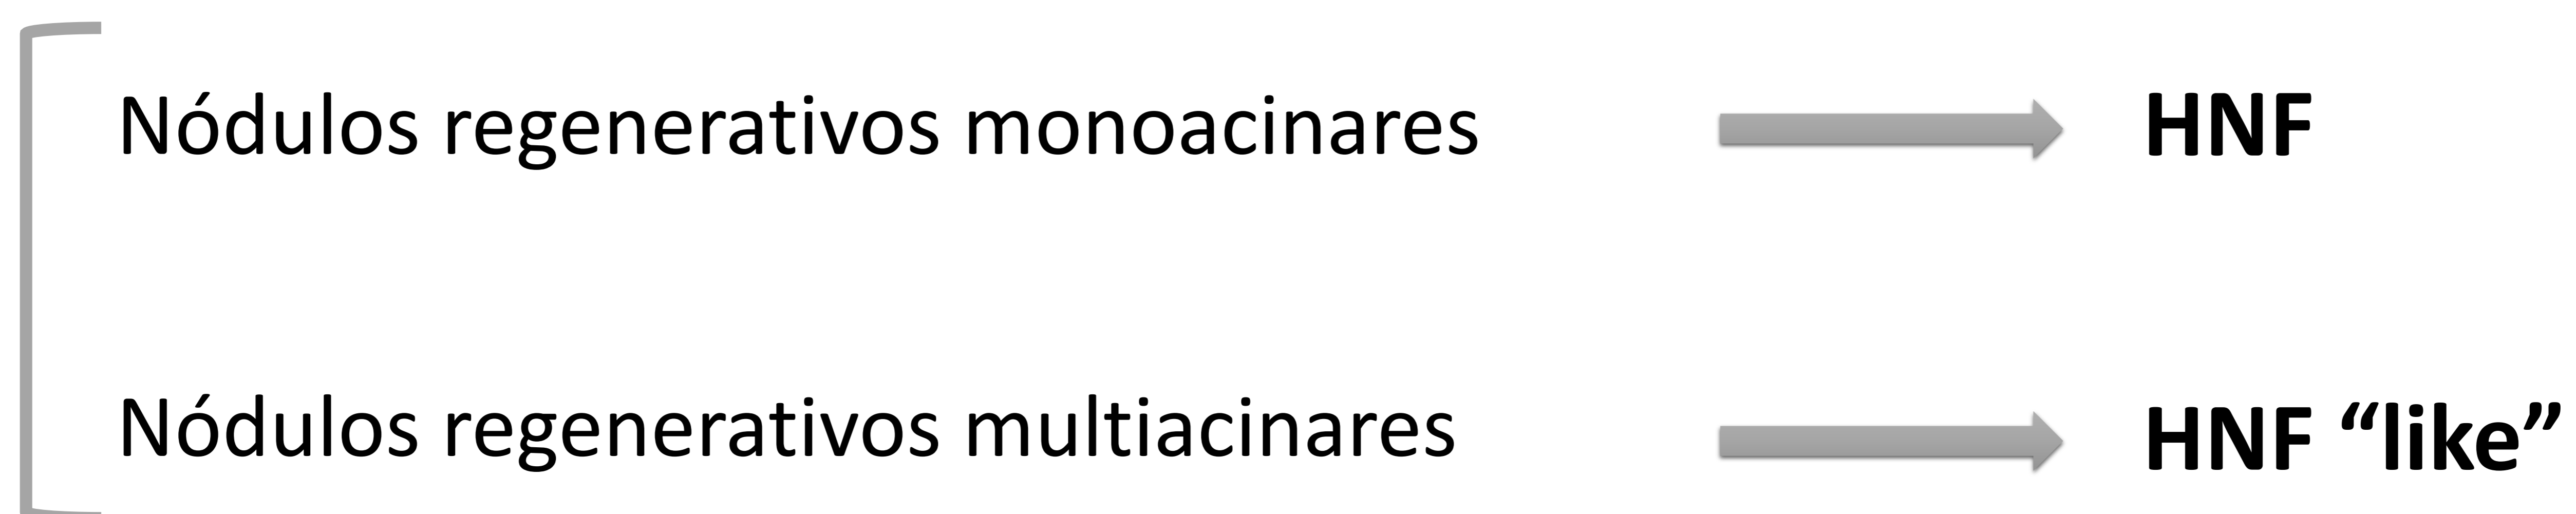 Nódulos regenerativos monoacinares HNF
Nódulos regenerativos multiacinares HNF “like”